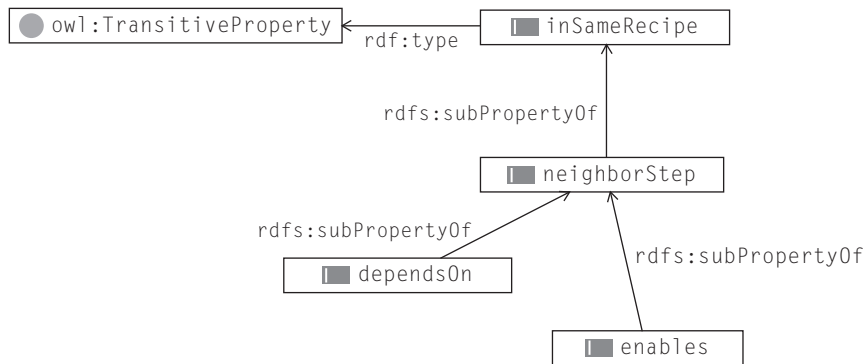 owl:TransitiveProperty
inSameRecipe
rdf:type
rdfs:subPropertyOf
neighborStep
rdfs:subPropertyOf
rdfs:subPropertyOf
dependsOn
enables